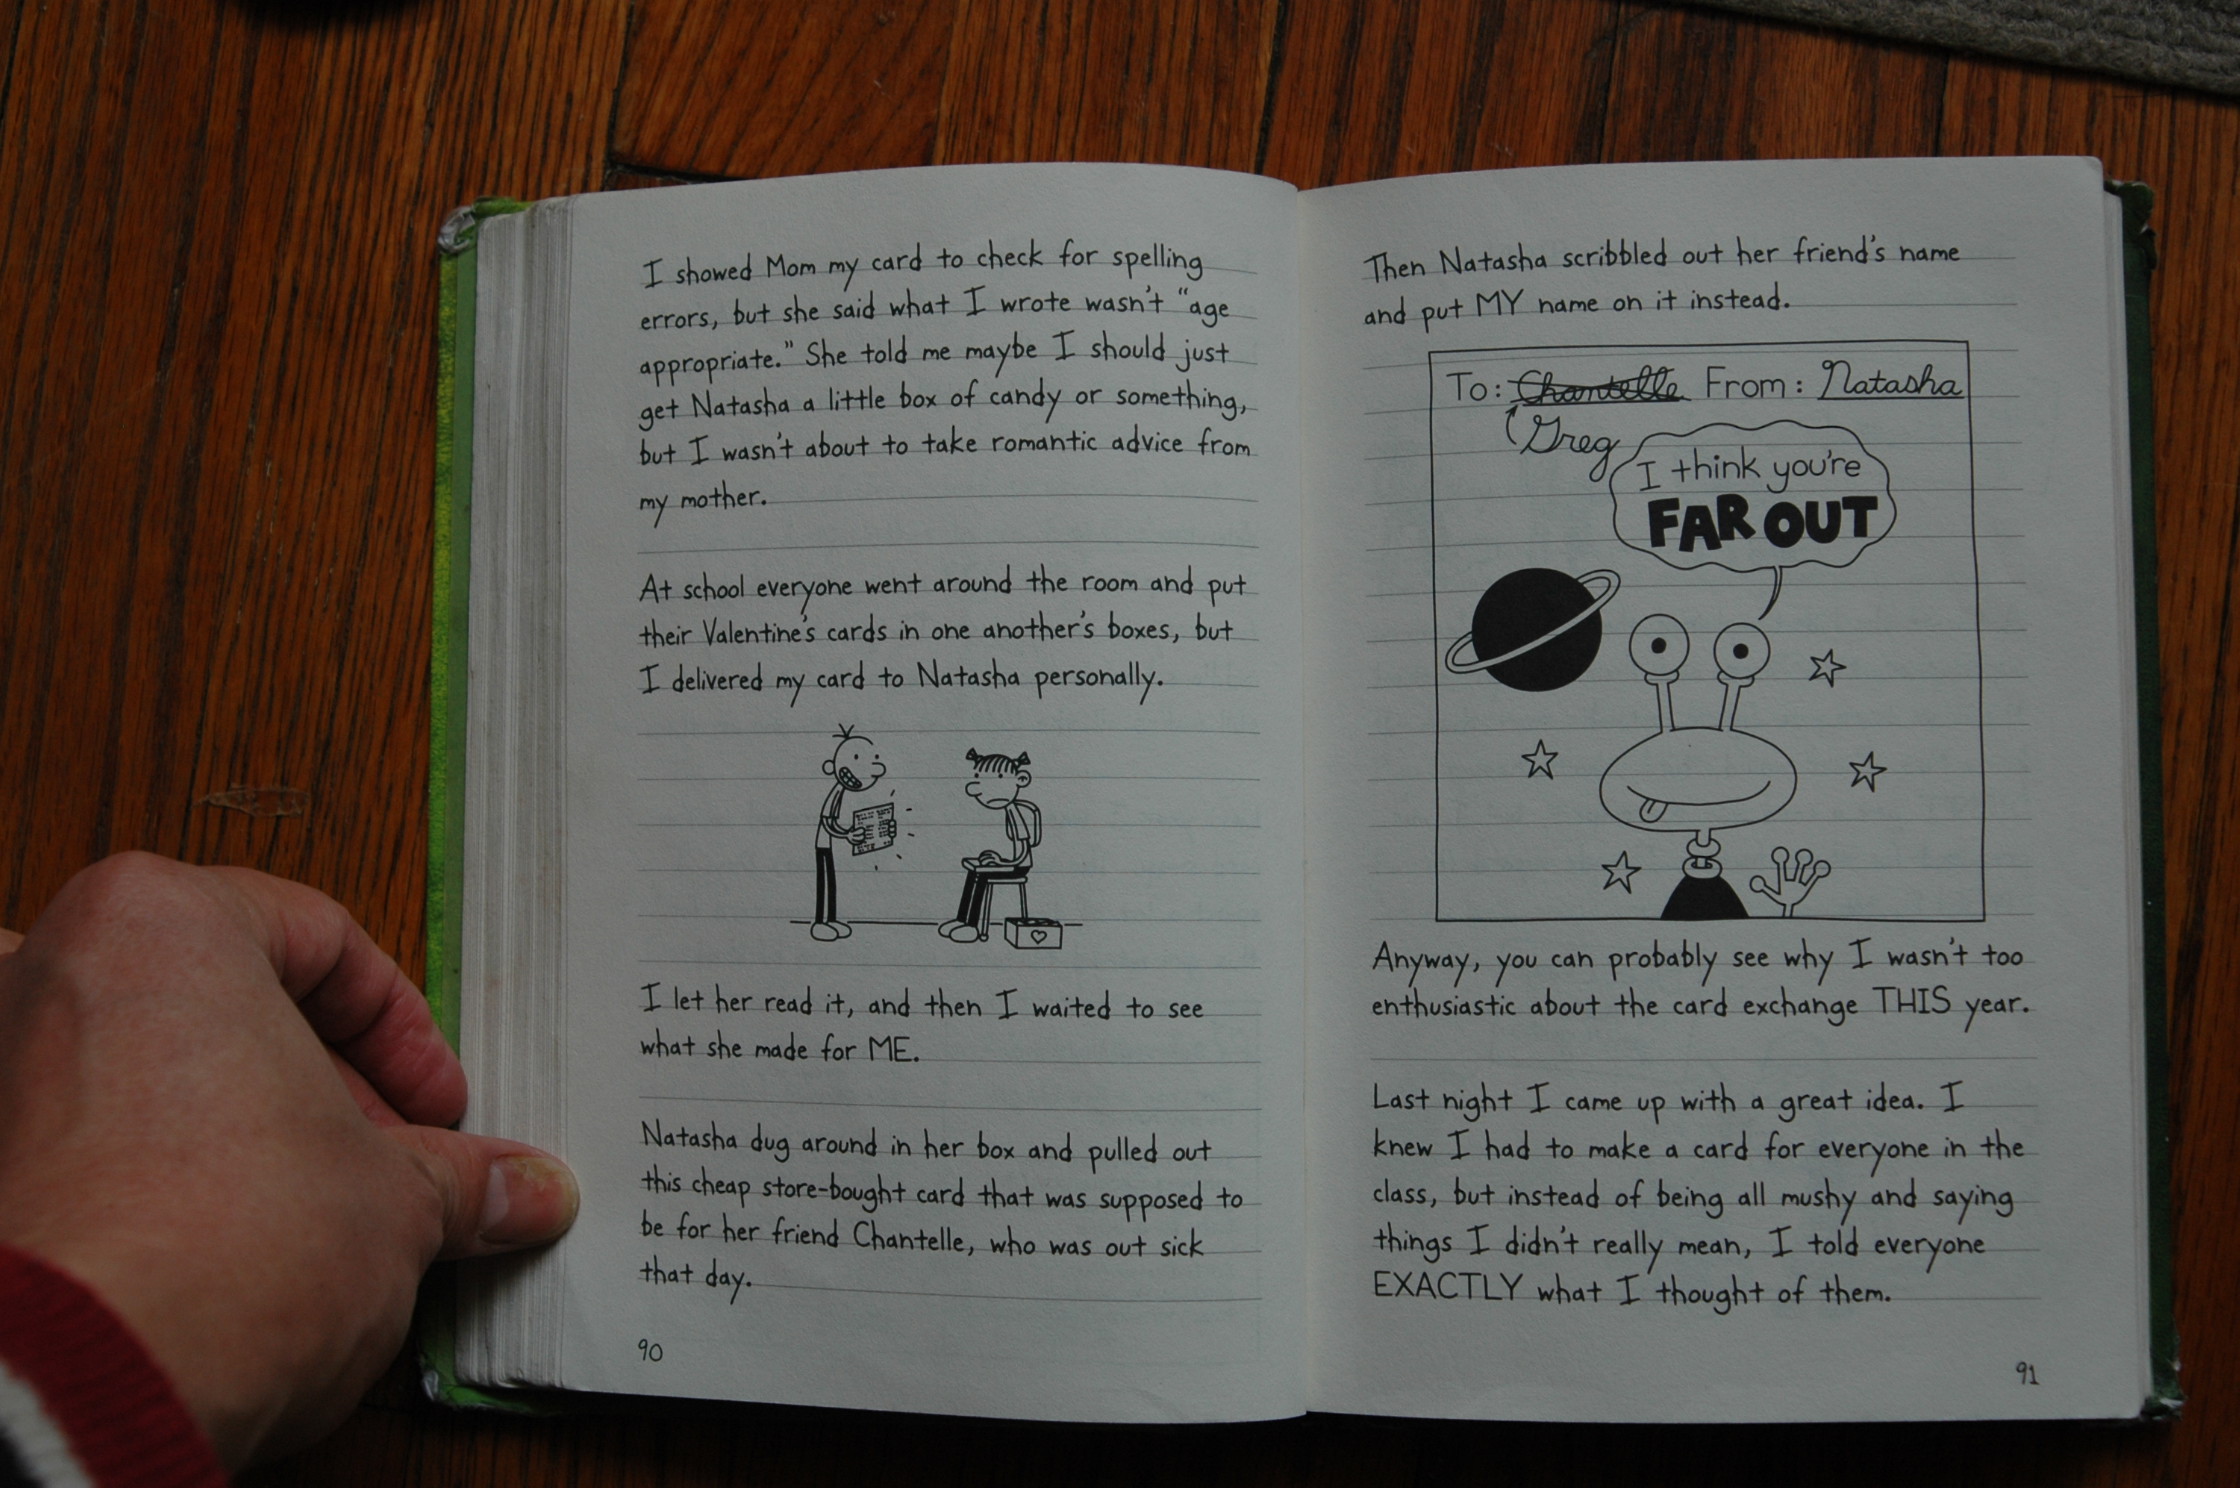 I showed Mom my card to check for spelling
errors, but she said what I wrote wasn't "age
appropriate." She told me maybe I should just
get Natasha a little box of candy or something,
but I wasn't about to take romantic advice from
my mother.
At school everyone went around the room and put
their Valentine's cards in one another's boxes, but
I delivered my card to Natasha personally.
I let her read it, and then I waited to see
what she made for ME.
Natasha dug around in her box and pulled out
this cheap store-bought card that was supposed to
be for her friend Chantelle, who was out sick
that day.
90
Then Natasha scribbled out her friend's name
and put MY name on it instead.
To: Chantelle From: Natasha
Greg
I think you're
FAR OUT
Anyway, you can probably see why I wasn't too
enthusiastic about the card exchange THIS year.
Last night I came up with a great idea. I
knew I had to make a card for everyone in the
class, but instead of being all mushy and saying
things I didn't really mean, I told everyone
EXACTLY what I thought of them.
91